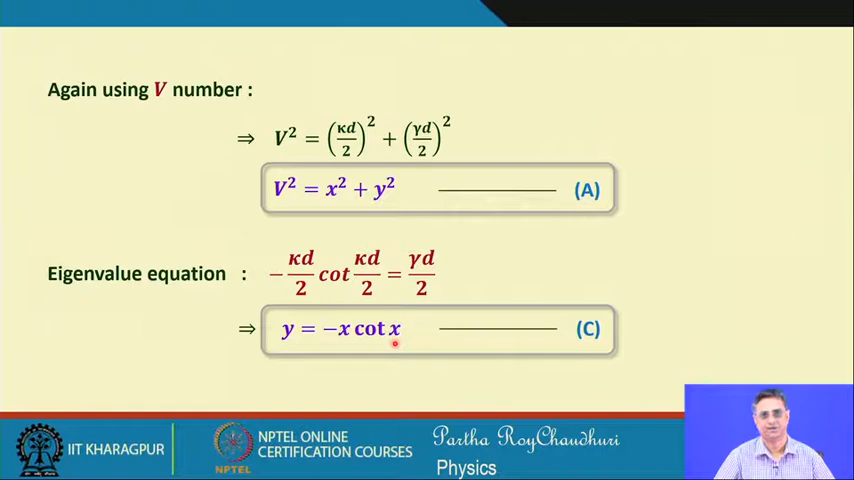 Again using V number :
⇒ V² = (κd/2)² + (γd/2)²
V² = x² + y² (A)
Eigenvalue equation : − κd/2 cot κd/2 = γd/2
⇒ y = −x cot x (C)
IIT KHARAGPUR
NPTEL
NPTEL ONLINE
CERTIFICATION COURSES
Partha RoyChaudhuri
Physics